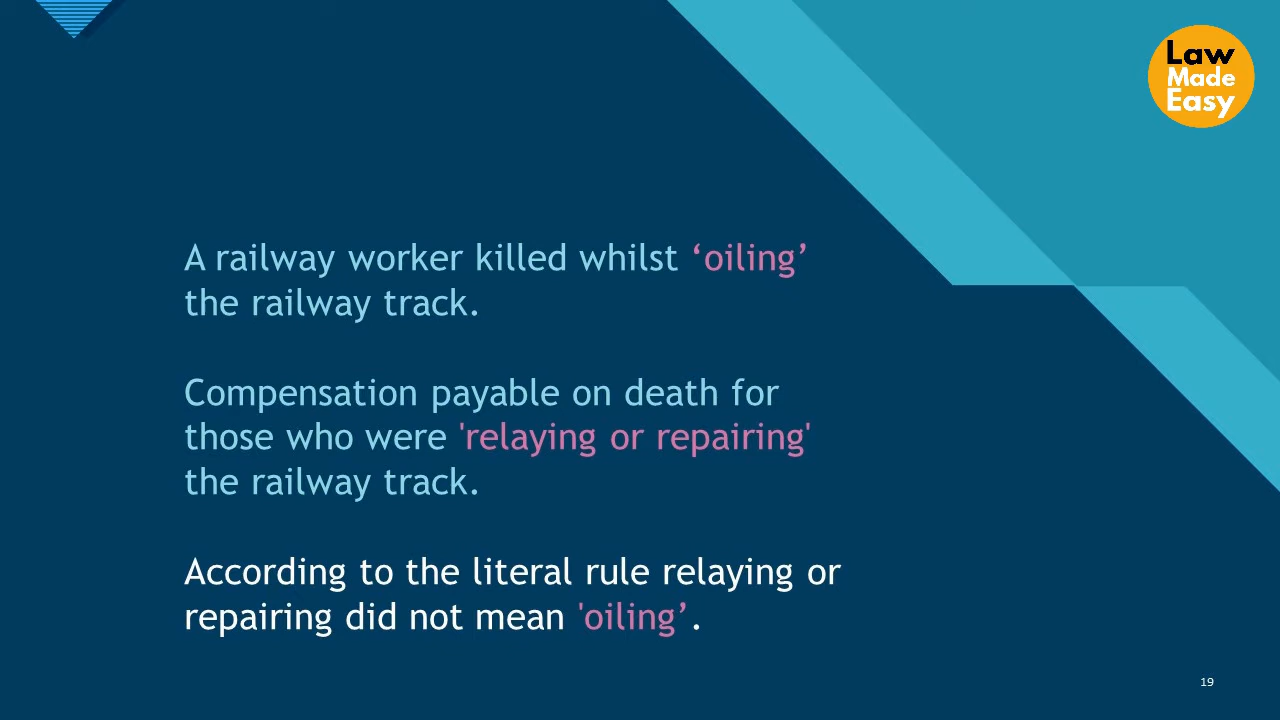 Law
Made
Easy
A railway worker killed whilst ‘oiling’
the railway track.
Compensation payable on death for
those who were 'relaying or repairing'
the railway track.
According to the literal rule relaying or
repairing did not mean 'oiling’.
19